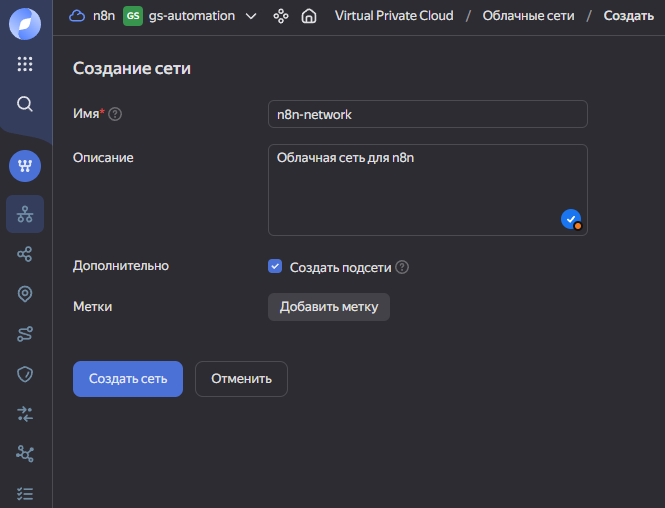 n8n GS gs-automation Virtual Private Cloud / Облачные сети / Создать
Создание сети
Имя* n8n-network
Описание Облачная сеть для n8n
Дополнительно Создать подсети
Метки Добавить метку
Создать сеть Отменить